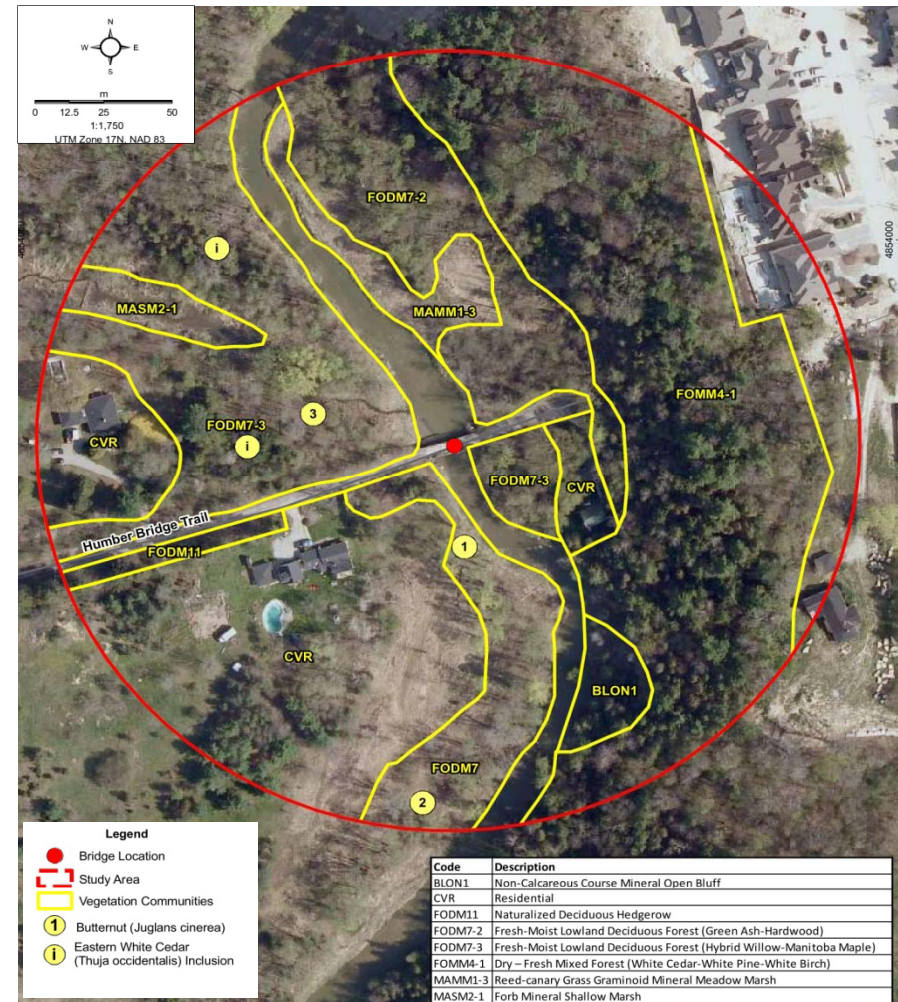 N
W E
S
m
0 12.5 25 50
1:1,750
UTM Zone 17N, NAD 83
4854000
4854000
FODM7-2
i
MASM2-1
MAMM1-3
FOMM4-1
3
FODM7-3
i
CVR
FODM7-3
CVR
Humber Bridge Trail
FODM11
1
CVR
BLON1
FODM7
2
Legend
Bridge Location
Study Area
Vegetation Communities
1 Butternut (Juglans cinerea)
i Eastern White Cedar
(Thuja occidentalis) Inclusion
Code Description
BLON1 Non-Calcareous Course Mineral Open Bluff
CVR Residential
FODM11 Naturalized Deciduous Hedgerow
FODM7-2 Fresh-Moist Lowland Deciduous Forest (Green Ash-Hardwood)
FODM7-3 Fresh-Moist Lowland Deciduous Forest (Hybrid Willow-Manitoba Maple)
FOMM4-1 Dry – Fresh Mixed Forest (White Cedar-White Pine-White Birch)
MAMM1-3 Reed-canary Grass Graminoid Mineral Meadow Marsh
MASM2-1 Forb Mineral Shallow Marsh